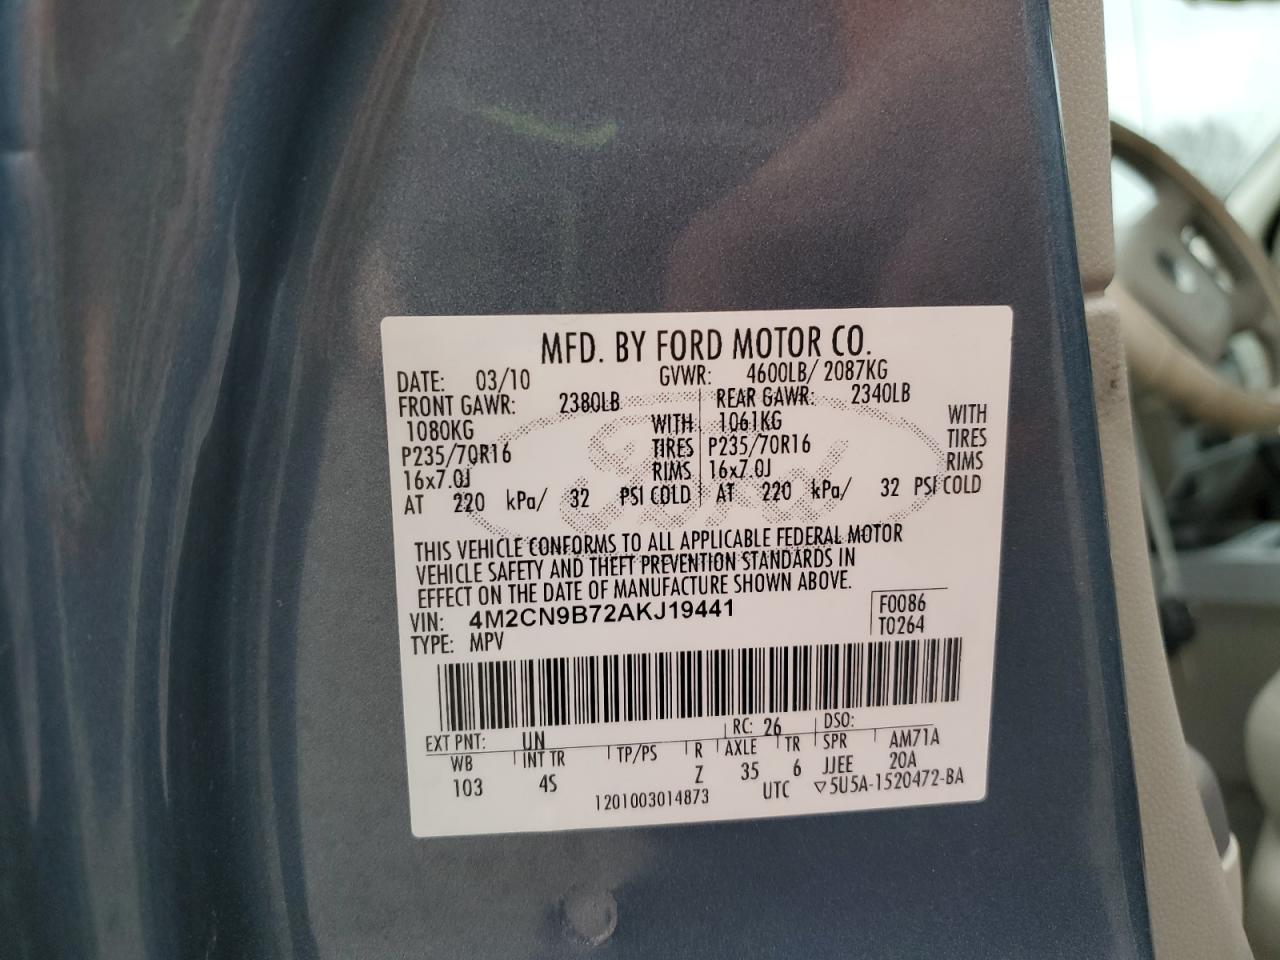 MFD. BY FORD MOTOR CO.
DATE: 03/10 GVWR: 4600LB/ 2087KG
FRONT GAWR: 2380LB REAR GAWR: 2340LB
1080KG WITH 1061KG WITH
P235/70R16 TIRES P235/70R16 TIRES
16x7.0J RIMS 16x7.0J RIMS
AT 220 kPa/ 32 PSI COLD AT 220 kPa/ 32 PSI COLD
Ford
THIS VEHICLE CONFORMS TO ALL APPLICABLE FEDERAL MOTOR
VEHICLE SAFETY AND THEFT PREVENTION STANDARDS IN
EFFECT ON THE DATE OF MANUFACTURE SHOWN ABOVE.
VIN: 4M2CN9B72AKJ19441 F0086
TYPE: MPV T0264
EXT PNT: UN RC: 26 DSO:
WB INT TR TP/PS R AXLE TR SPR AM71A
103 4S Z 35 6 JJEE 20A
1201003014873 UTC ▽5U5A-1520472-BA